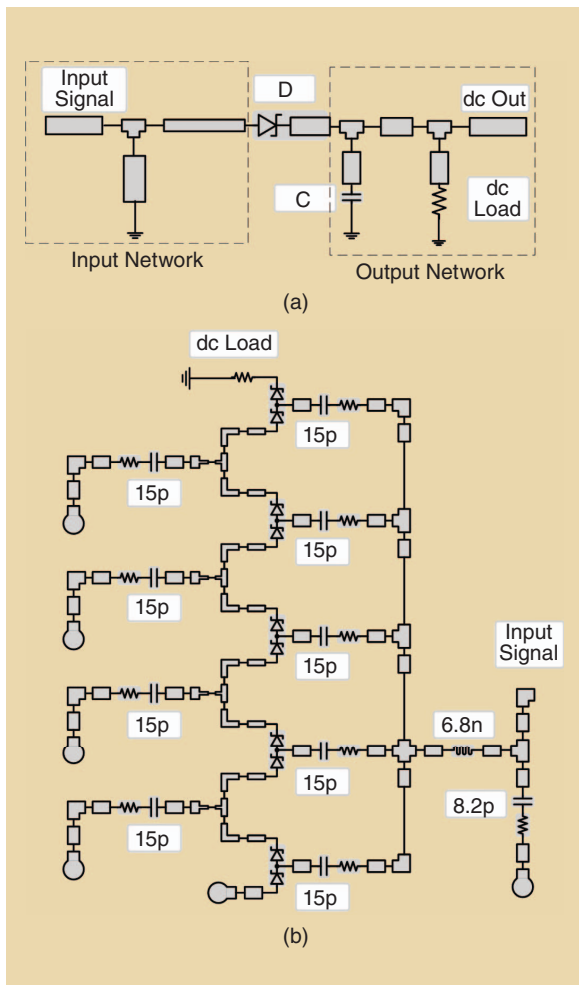 Input
Signal
D
dc Out
C
dc
Load
Input Network
Output Network
(a)
dc Load
15p
15p
15p
15p
15p
15p
Input
Signal
15p
6.8n
15p
8.2p
15p
15p
(b)